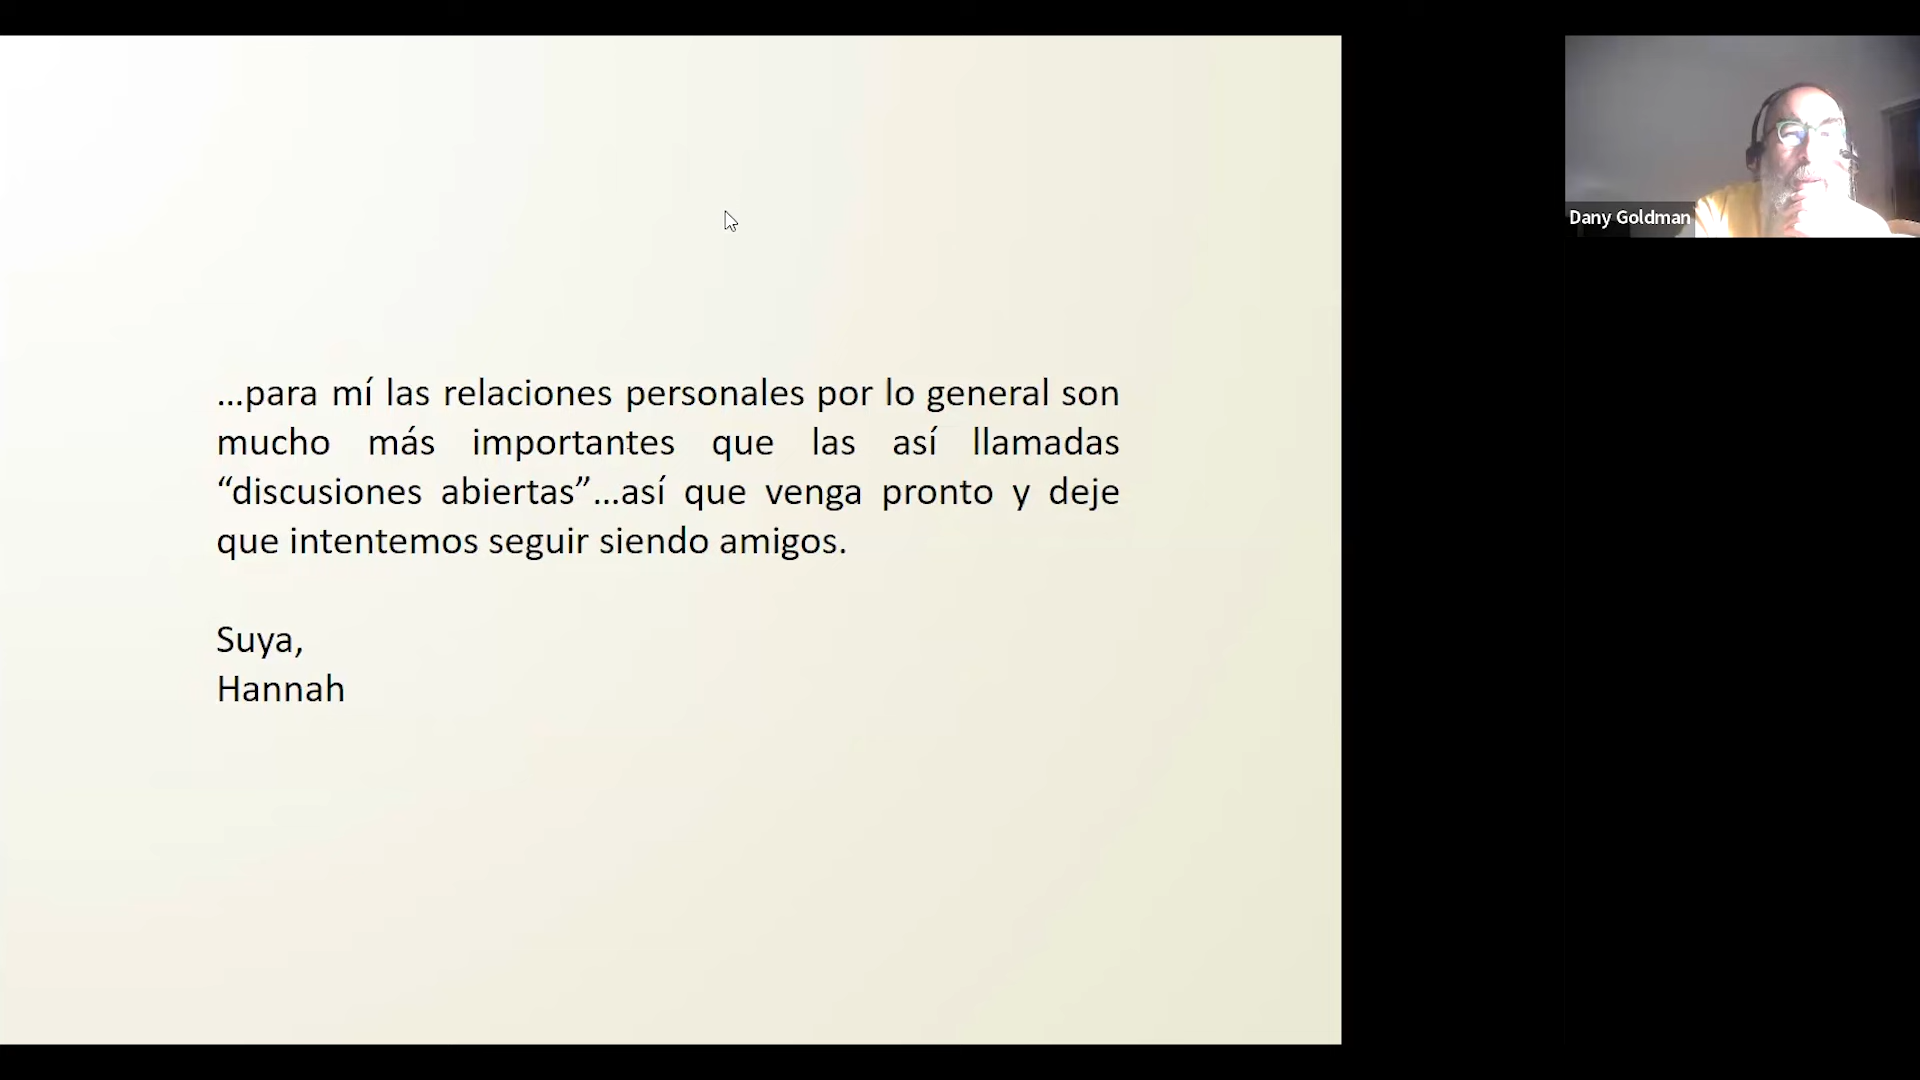 ...para mí las relaciones personales por lo general son
mucho más importantes que las así llamadas
“discusiones abiertas”...así que venga pronto y deje
que intentemos seguir siendo amigos.
Suya,
Hannah
Dany Goldman